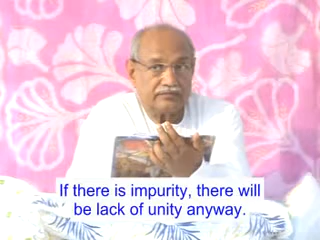 If there is impurity, there will
be lack of unity anyway.